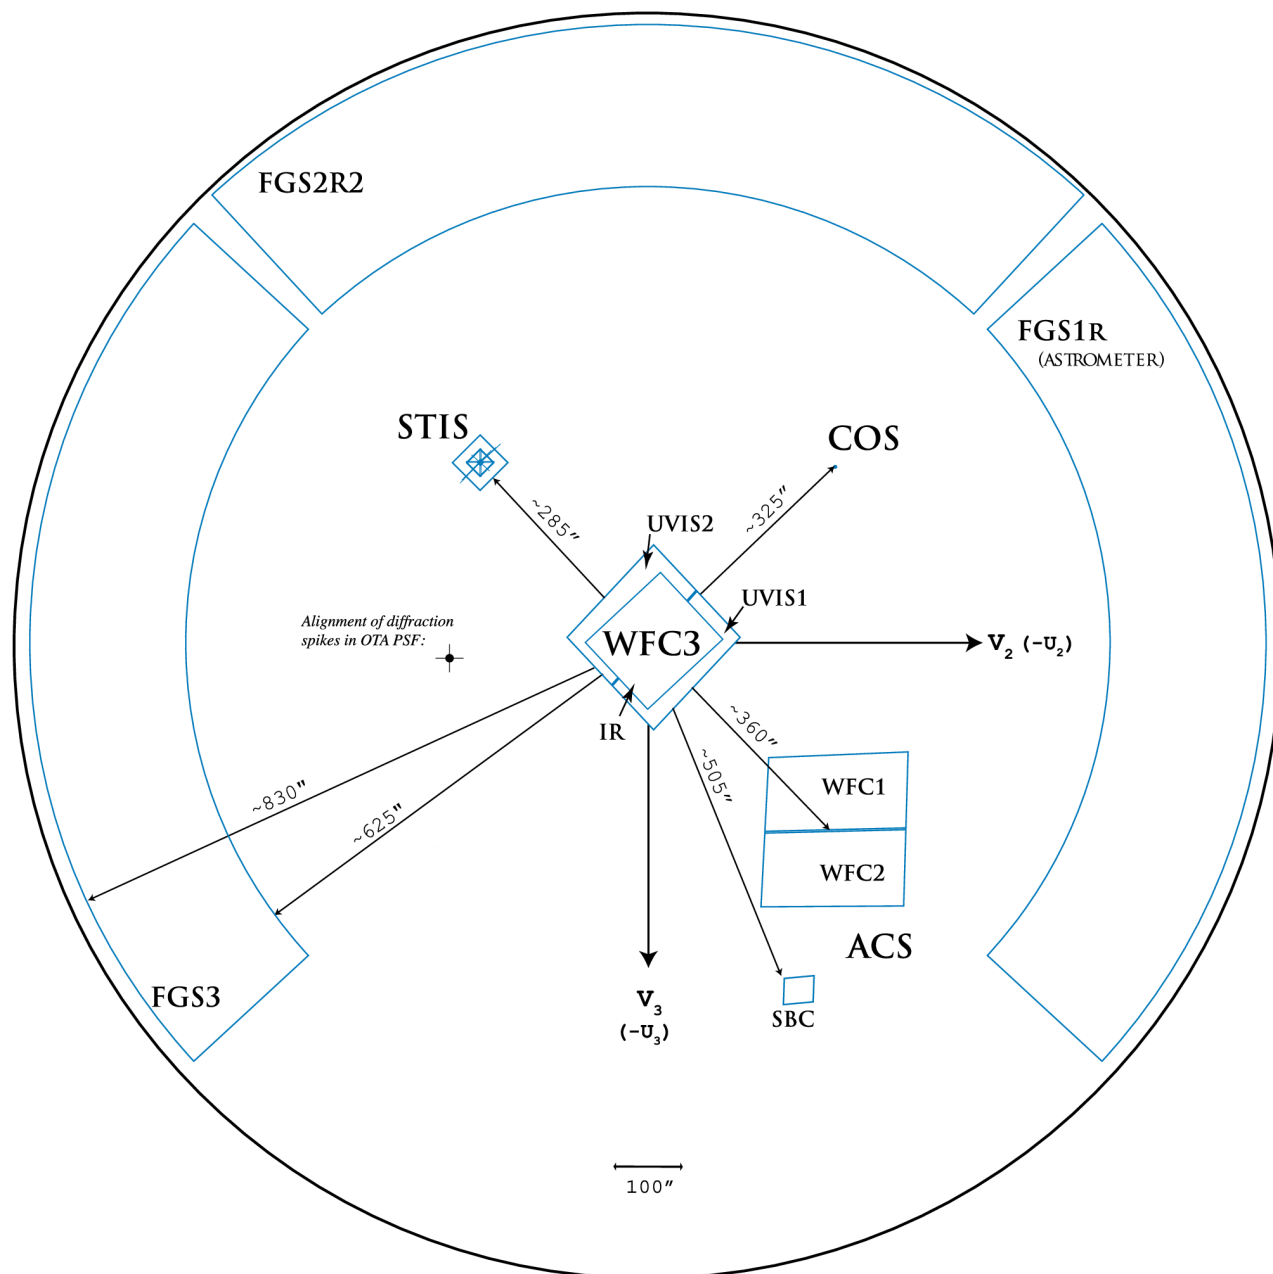 FGS2R2
FGS1R
(ASTROMETER)
STIS
COS
~285″
~325″
UVIS2
UVIS1
Alignment of diffraction
spikes in OTA PSF:
WFC3
V2 (-U2)
IR
~360″
~505″
~830″
~625″
WFC1
WFC2
ACS
FGS3
V3
(-U3)
SBC
100″